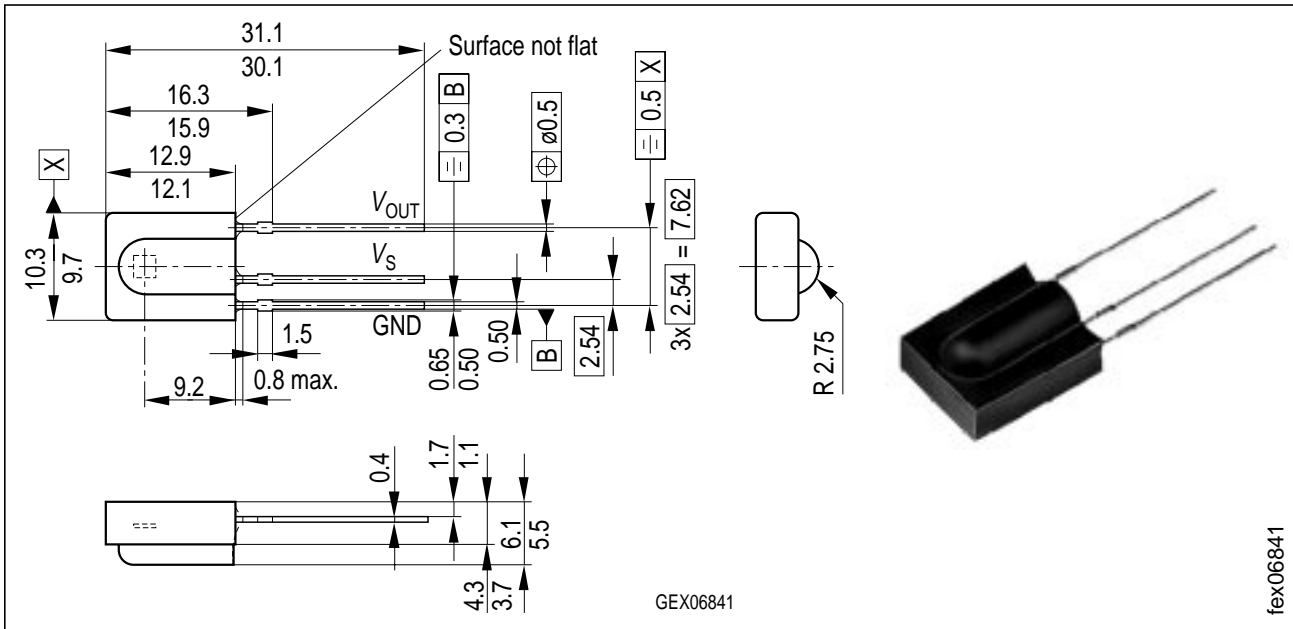 31.1
30.1
Surface not flat
16.3
15.9
12.9
12.1
X
0.3 B
ø0.5
0.5 X
10.3
9.7
V OUT
V S
GND
1.5
9.2
0.8 max.
0.65
0.50
0.50
B
2.54
3x 2.54 = 7.62
R 2.75
0.4
1.7
1.1
6.1
5.5
4.3
3.7
GEX06841
fex06841